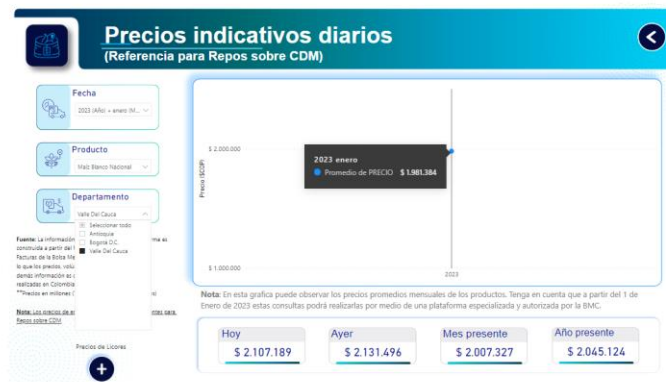 Precios indicativos diarios
(Referencia para Repos sobre CDM)
Fecha
2023 (Año) + enero (M...
Producto
Maíz Blanco Nacional
Departamento
Valle Del Cauca
Seleccionar todo
Antioquia
Bogotá D.C
Valle Del Cauca
Fuente: La información
construida a partir del
Facturas de la Bolsa Me
lo que los precios, volú
demás información es
realizadas en Colombia
**Precios en millones
Nota: Los precios de
Repos sobre CDM
Precios de Licores
Precio ($COP)
$ 2.000.000
$ 1.000.000
2023 enero
Promedio de PRECIO $ 1.981.384
2023
Nota: En esta grafica puede observar los precios promedios mensuales de los productos. Tenga en cuenta que a partir del 1 de
Enero de 2023 estas consultas podrá realizarlas por medio de una plataforma especializada y autorizada por la BMC.
Hoy
$ 2.107.189
Ayer
$ 2.131.496
Mes presente
$ 2.007.327
Año presente
$ 2.045.124